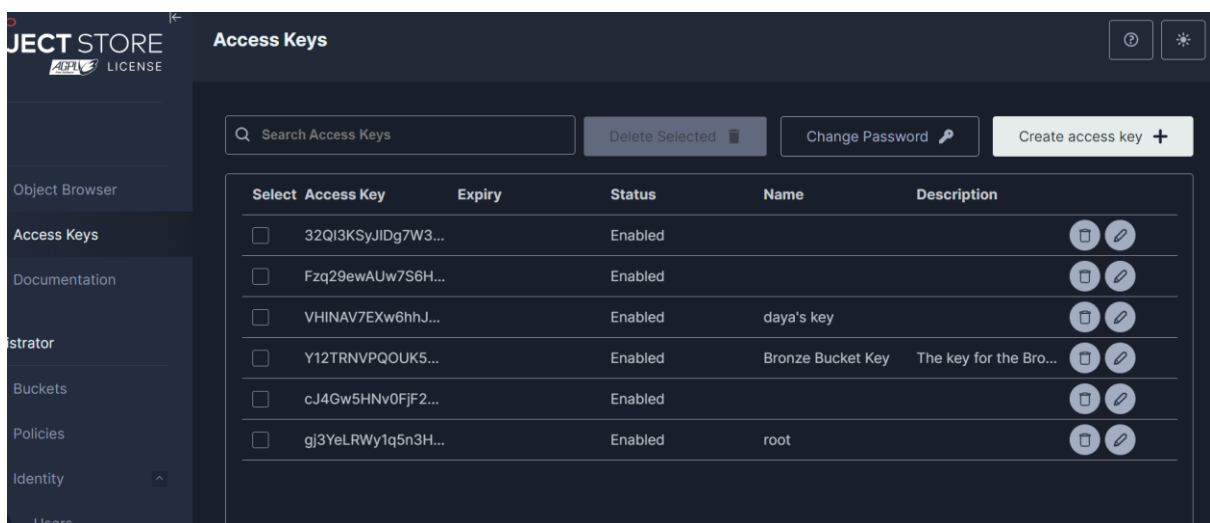 JECT STORE
AGPLV3 LICENSE
Object Browser
Access Keys
Documentation
istrator
Buckets
Policies
Identity
Users
Access Keys
Search Access Keys
Delete Selected
Change Password
Create access key
Select Access Key Expiry Status Name Description
32QI3KSyJIDg7W3... Enabled
Fzq29ewAUw7S6H... Enabled
VHINAV7EXw6hhJ... Enabled daya's key
Y12TRNVPQOUK5... Enabled Bronze Bucket Key The key for the Bro...
cJ4Gw5HNv0FjF2... Enabled
gj3YeLRWy1q5n3H... Enabled root